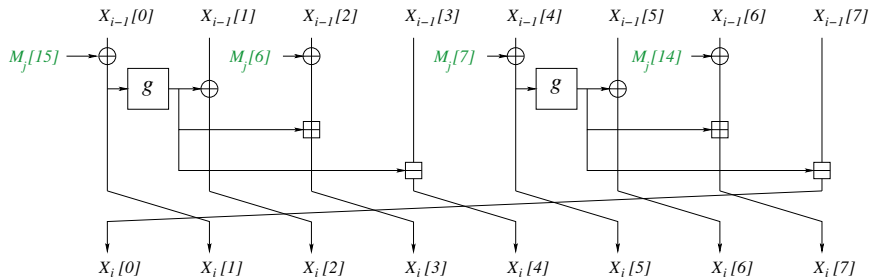 X_{i-1}[0] X_{i-1}[1] X_{i-1}[2] X_{i-1}[3] X_{i-1}[4] X_{i-1}[5] X_{i-1}[6] X_{i-1}[7]
M_j[15] M_j[6] M_j[7] M_j[14]
g g
X_i[0] X_i[1] X_i[2] X_i[3] X_i[4] X_i[5] X_i[6] X_i[7]